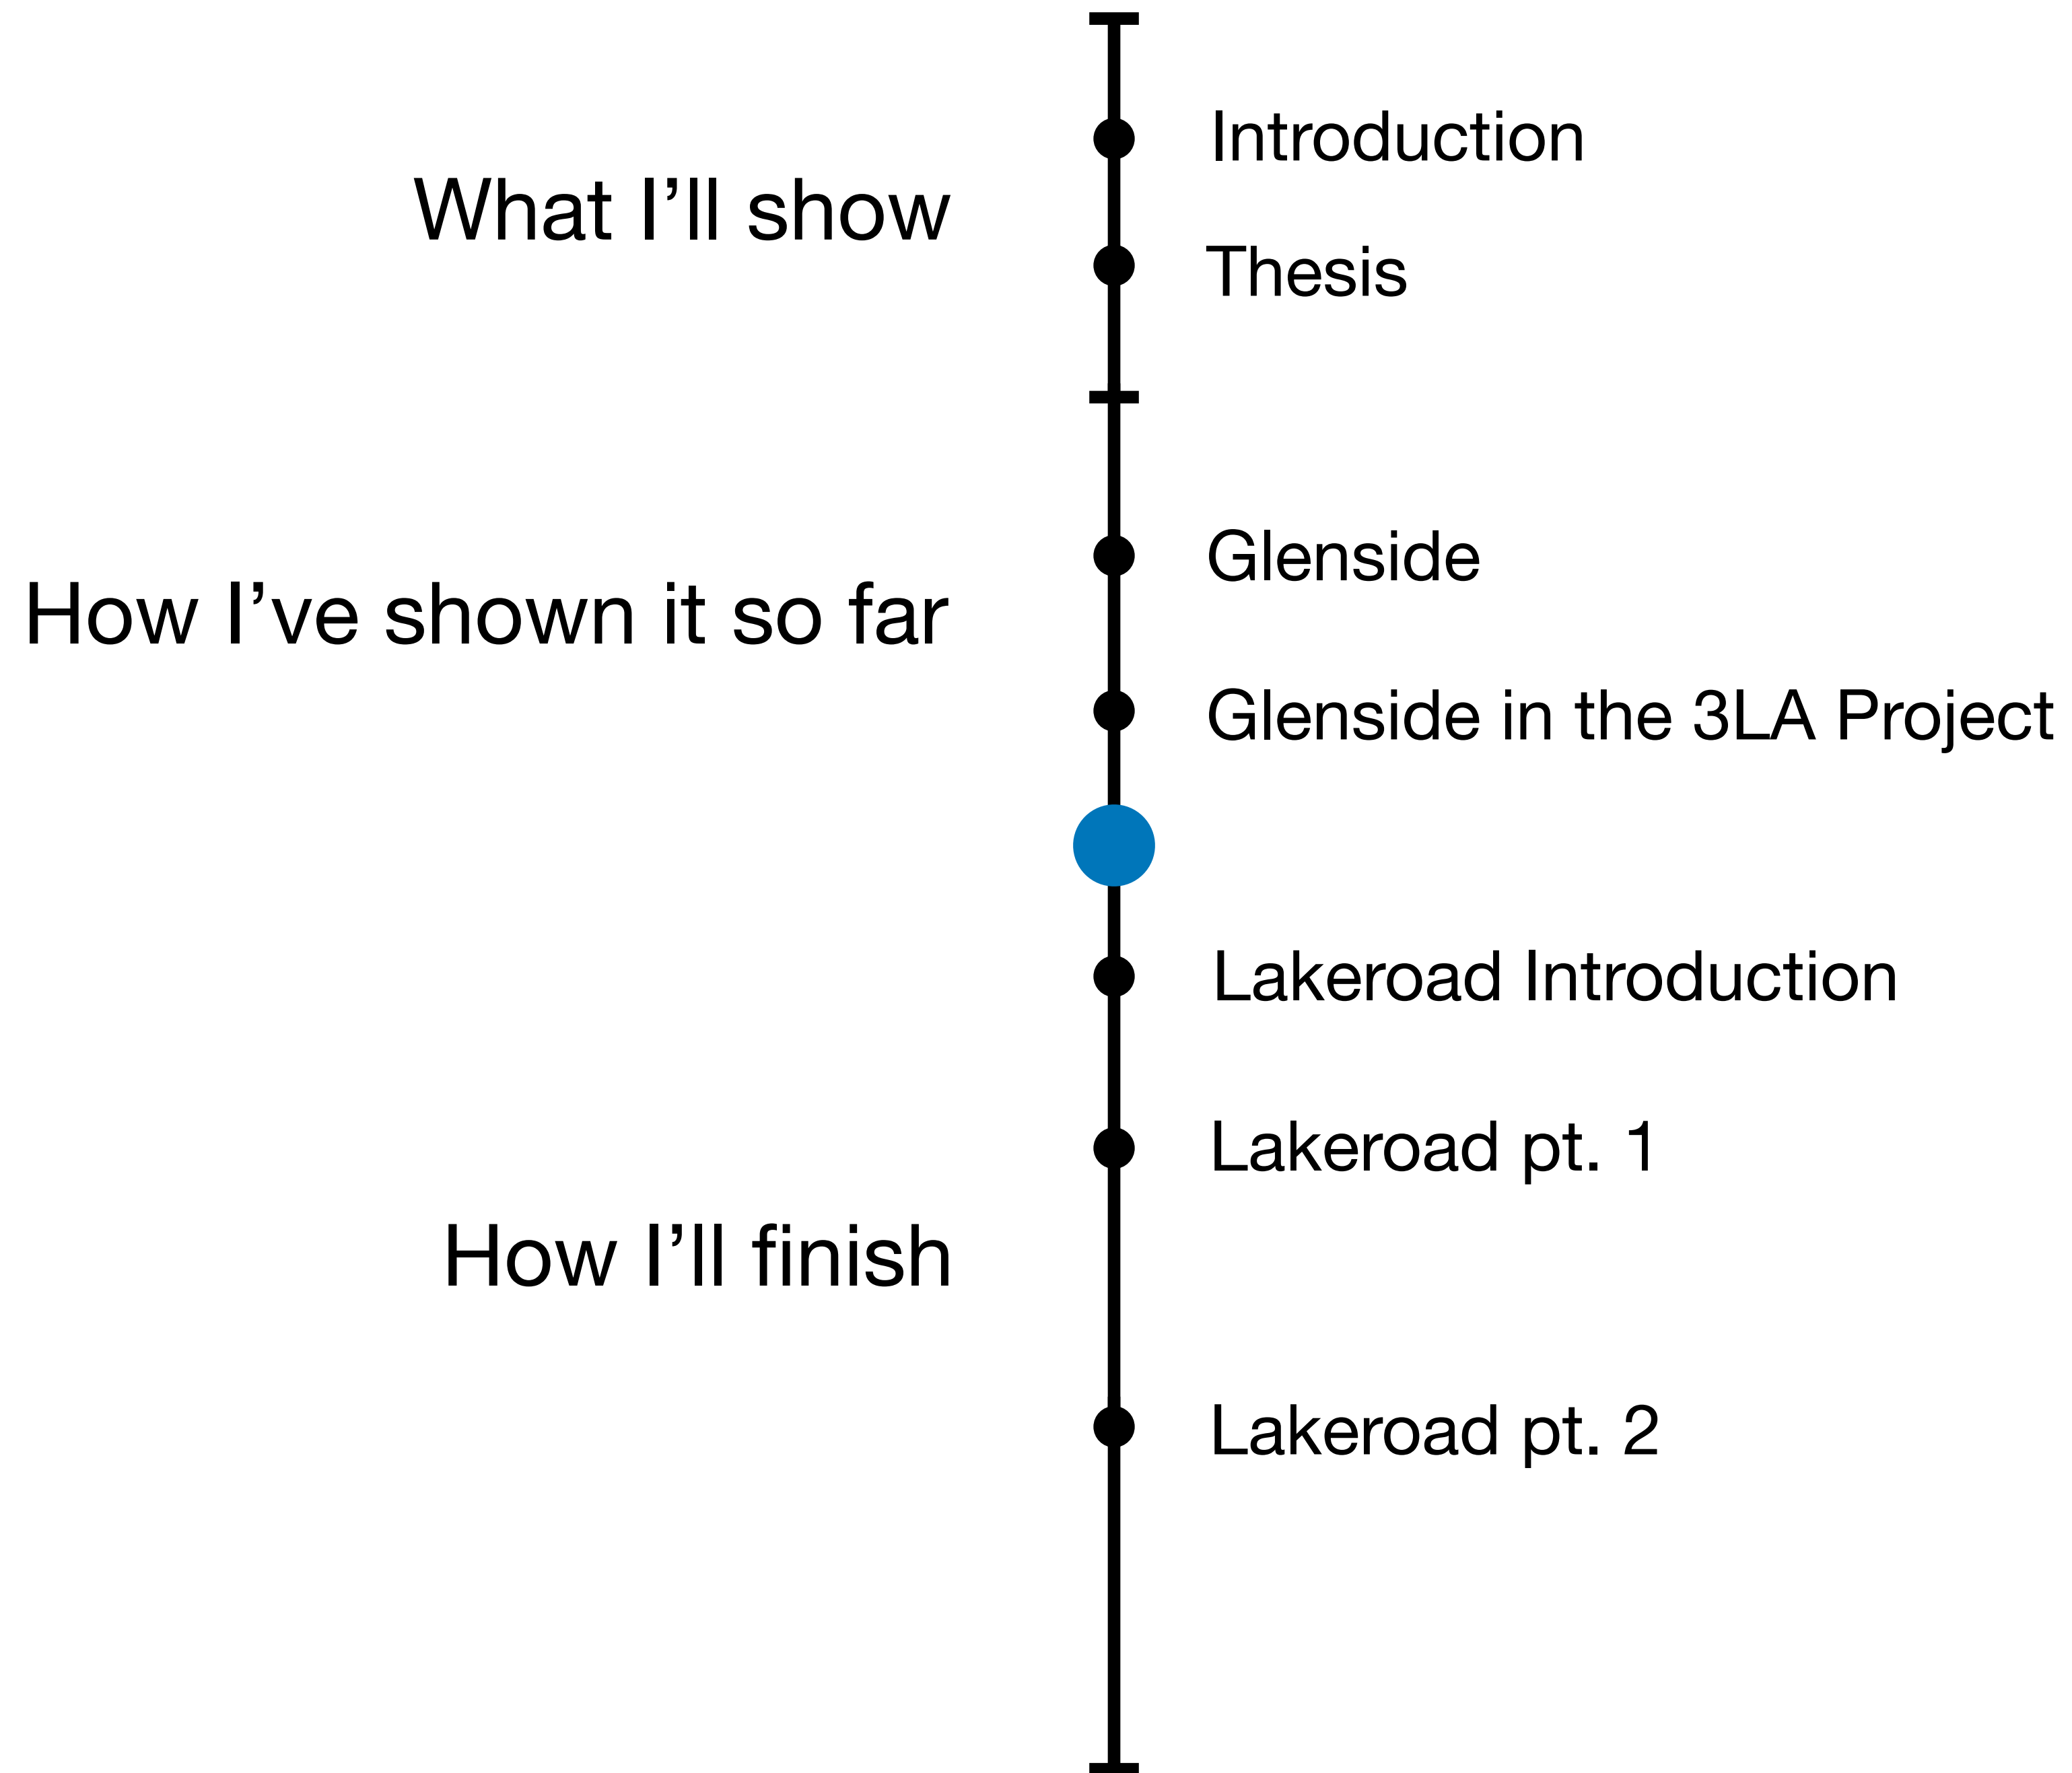 Introduction
What I’ll show
Thesis
Glenside
How I’ve shown it so far
Glenside in the 3LA Project
Lakeroad Introduction
Lakeroad pt. 1
How I’ll finish
Lakeroad pt. 2